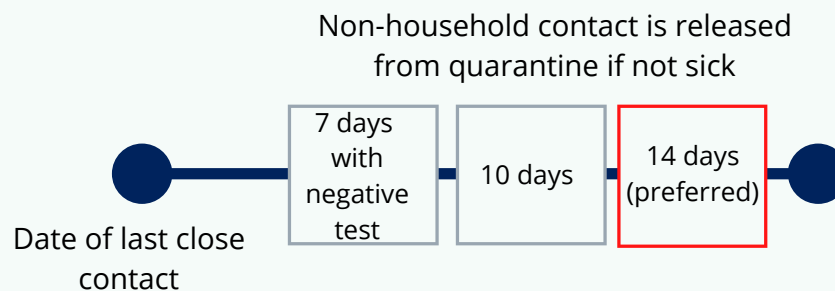 Non-household contact is released
from quarantine if not sick
7 days
with
negative
test
10 days
14 days
(preferred)
Date of last close
contact